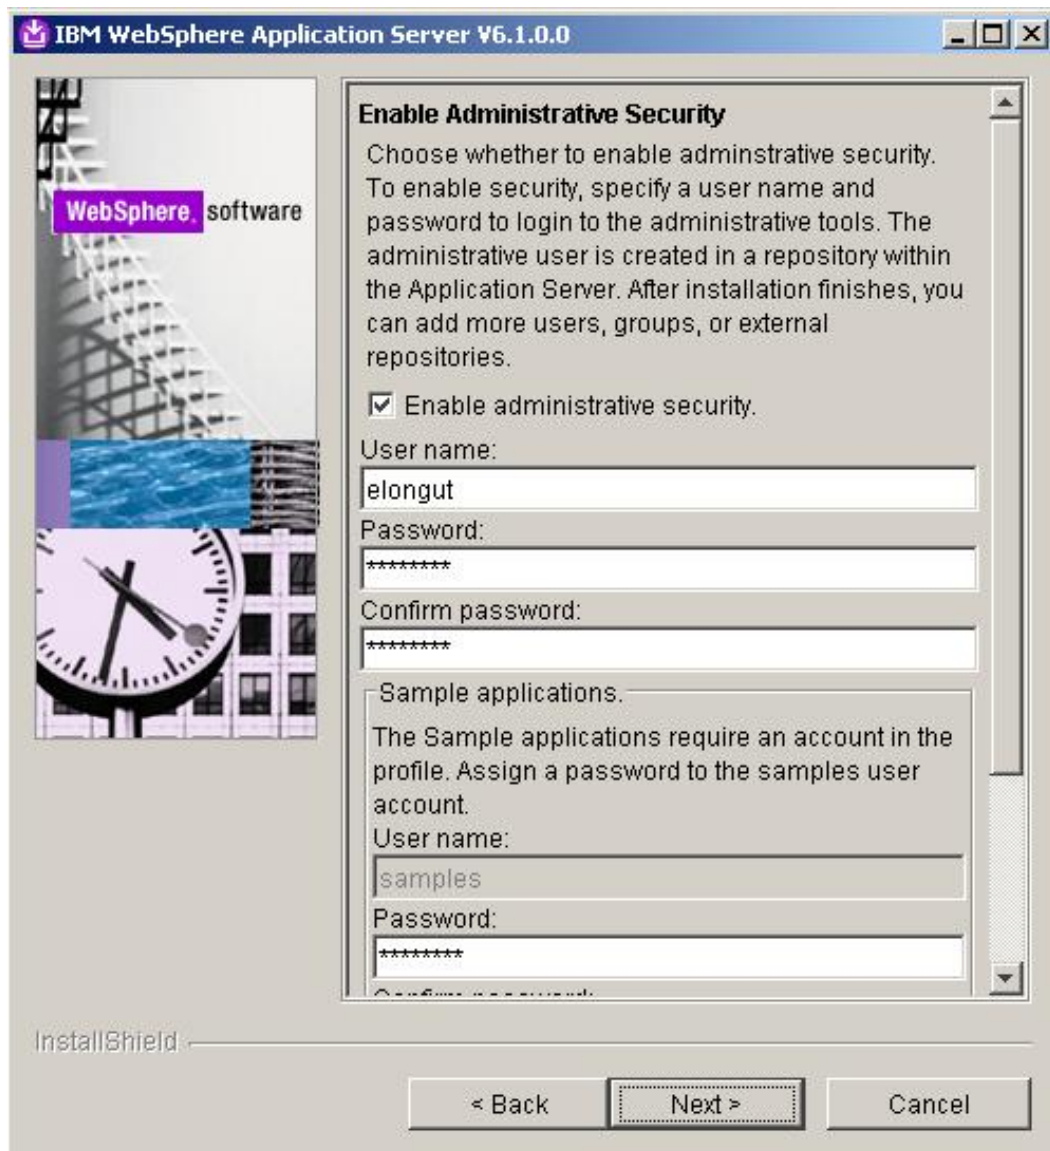 IBM WebSphere Application Server V6.1.0.0
WebSphere. software
Enable Administrative Security
Choose whether to enable adminstrative security.
To enable security, specify a user name and
password to login to the administrative tools. The
administrative user is created in a repository within
the Application Server. After installation finishes, you
can add more users, groups, or external
repositories.
Enable administrative security.
User name:
elongut
Password:
********
Confirm password:
********
Sample applications.
The Sample applications require an account in the
profile. Assign a password to the samples user
account.
User name:
samples
Password:
********
Confirm password:
InstallShield
< Back
Next >
Cancel